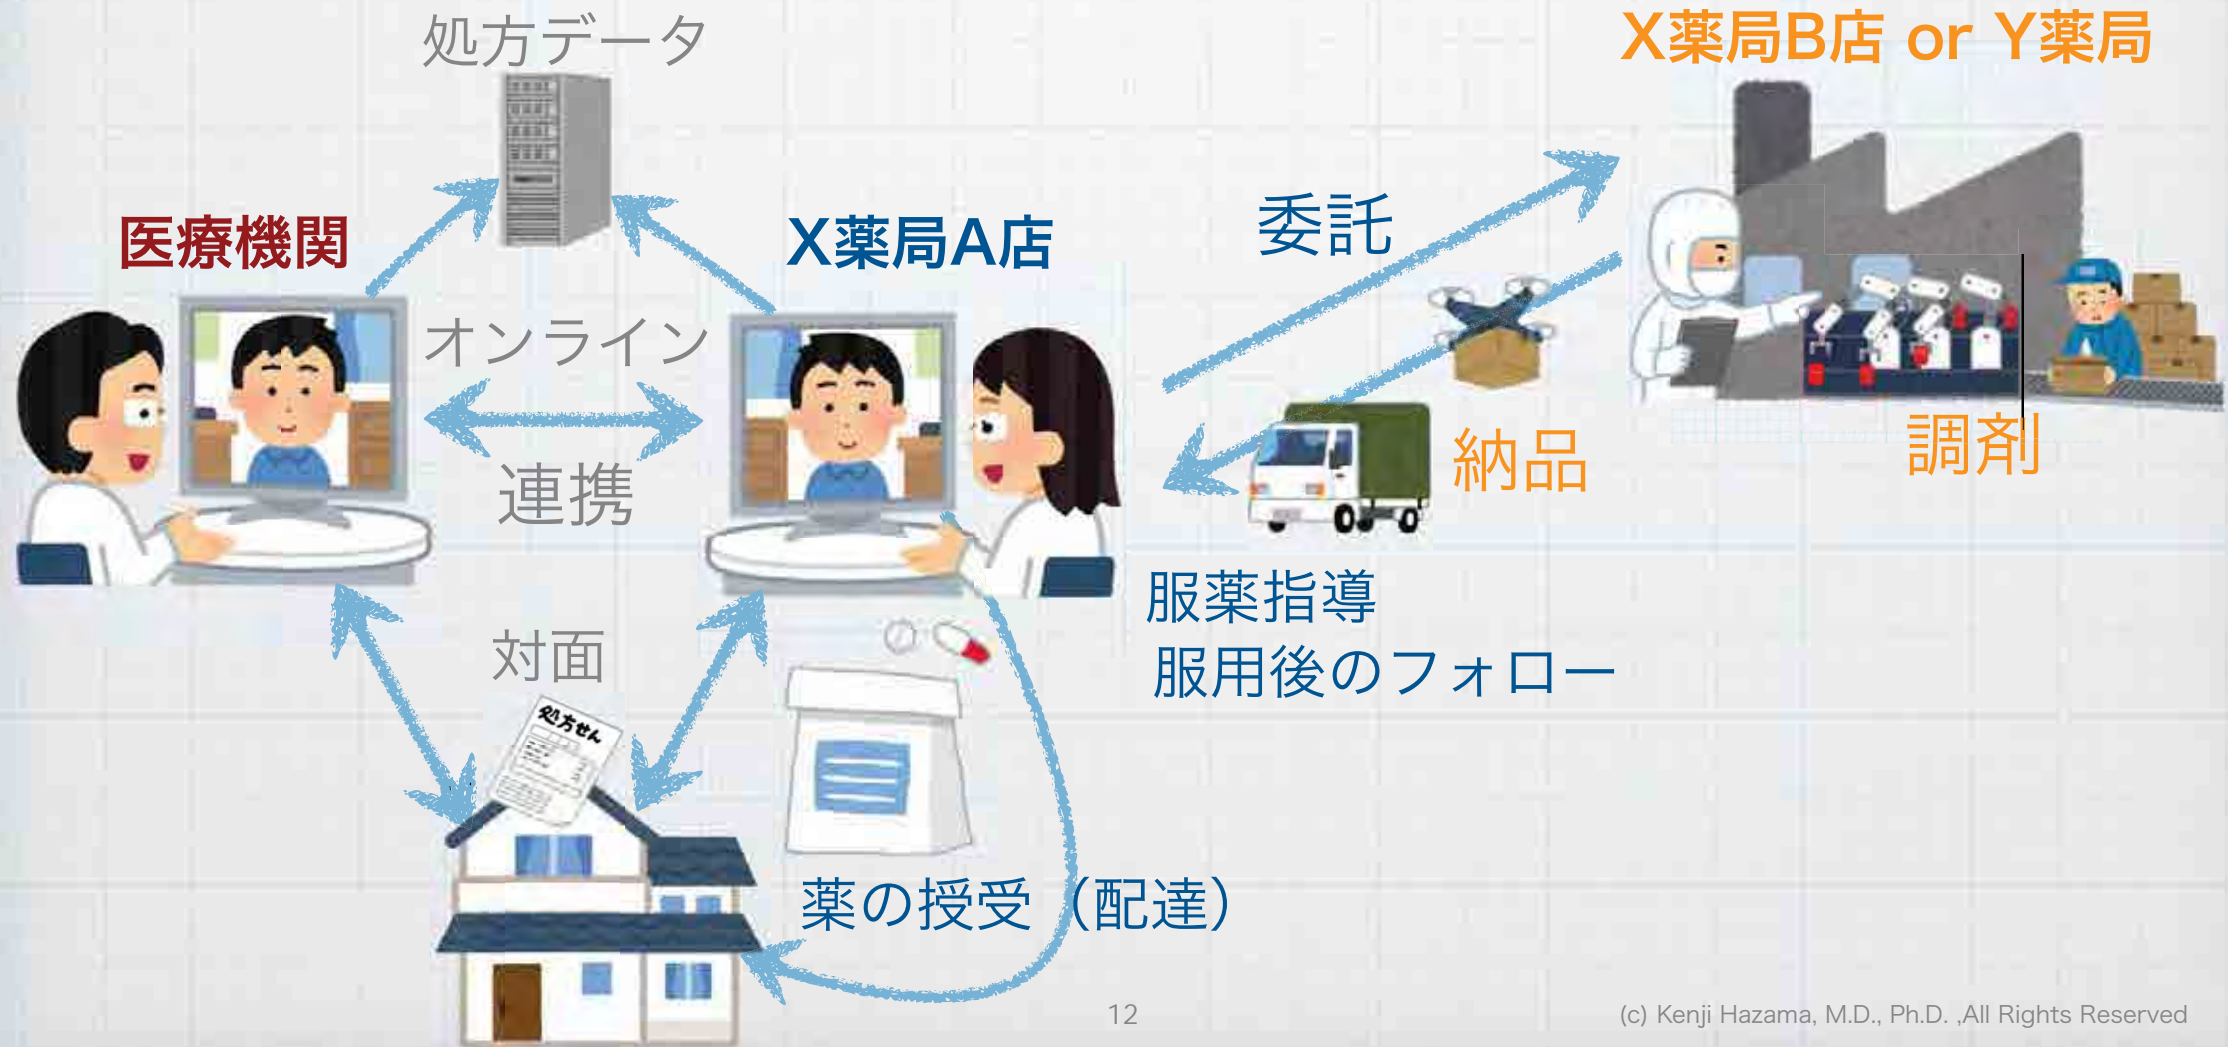 処方データ
X薬局B店 or Y薬局
医療機関
X薬局A店
委託
オンライン
連携
納品
調剤
服薬指導
服用後のフォロー
対面
処方せん
薬の授受（配達）
12
(c) Kenji Hazama, M.D., Ph.D. ,All Rights Reserved